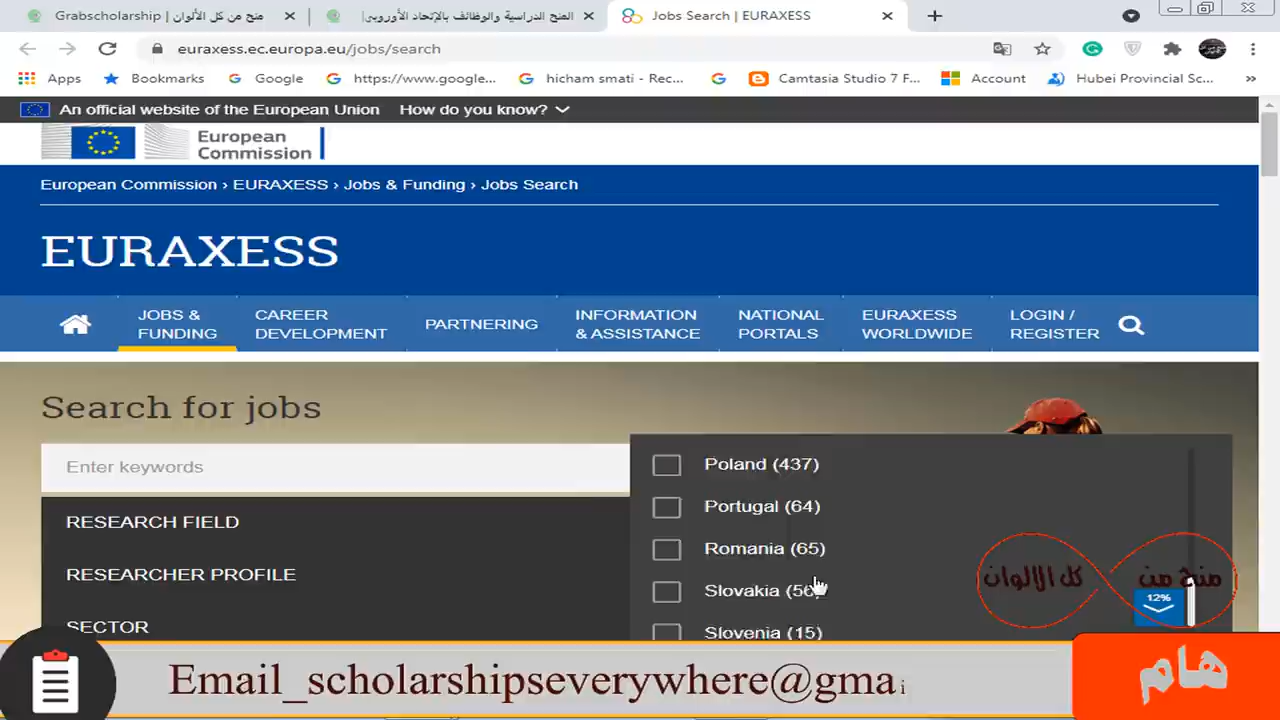 Grabscholarship | منح من كل الألوان
المنح الدراسية والوظائف بالإتحاد الأوروبي|
Jobs Search | EURAXESS
euraxess.ec.europa.eu/jobs/search
Apps
Bookmarks
Google
https://www.google...
hicham smati - Rec...
Camtasia Studio 7 F...
Account
Hubei Provincial Sc...
»
An official website of the European Union
How do you know?
European
Commission
European Commission › EURAXESS › Jobs & Funding › Jobs Search
EURAXESS
JOBS &
FUNDING
CAREER
DEVELOPMENT
PARTNERING
INFORMATION
& ASSISTANCE
NATIONAL
PORTALS
EURAXESS
WORLDWIDE
LOGIN /
REGISTER
Search for jobs
Enter keywords
Poland (437)
RESEARCH FIELD
Portugal (64)
Romania (65)
RESEARCHER PROFILE
Slovakia (56)
منح من كل الالوان
12%
SECTOR
Slovenia (15)
Email_scholarshipseverywhere@gmai
هام